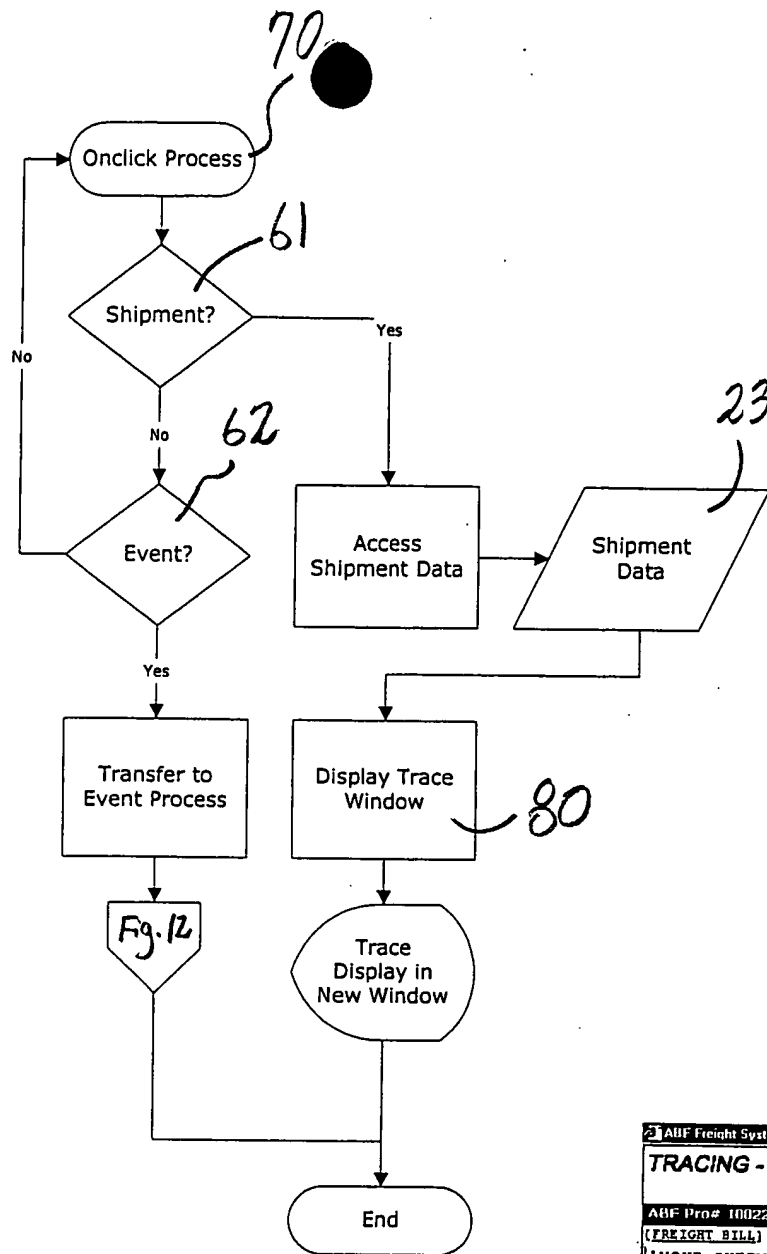 70
Onclick Process
61
Shipment?
Yes
No
No
62
23
Event?
Access
Shipment Data
Shipment
Data
Yes
Transfer to
Event Process
Display Trace
Window
80
Fig. 12
Trace
Display in
New Window
End
ABF Freight Syst
TRACING -
ABF Pro# 10022
[FREIGHT BILL]